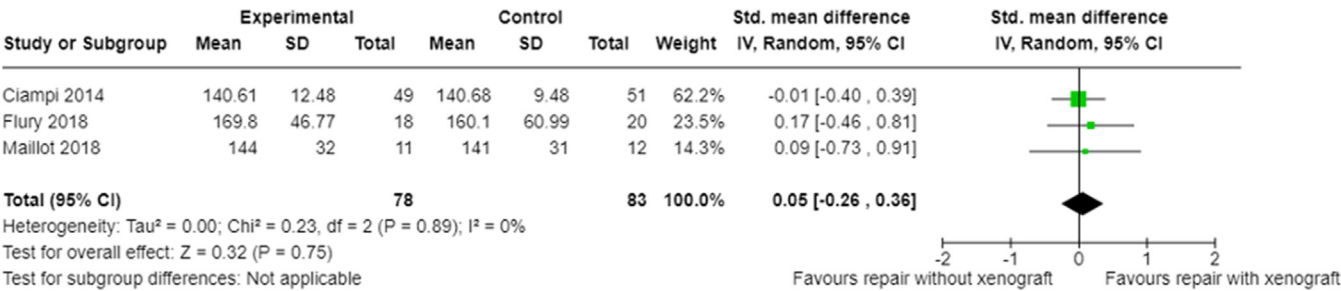 Experimental Control Std. mean difference Std. mean difference
Study or Subgroup Mean SD Total Mean SD Total Weight IV, Random, 95% CI IV, Random, 95% CI
Ciampi 2014 140.61 12.48 49 140.68 9.48 51 62.2% -0.01 [-0.40 , 0.39]
Flury 2018 169.8 46.77 18 160.1 60.99 20 23.5% 0.17 [-0.46 , 0.81]
Maillot 2018 144 32 11 141 31 12 14.3% 0.09 [-0.73 , 0.91]
Total (95% CI) 78 83 100.0% 0.05 [-0.26 , 0.36]
Heterogeneity: Tau² = 0.00; Chi² = 0.23, df = 2 (P = 0.89); I² = 0%
Test for overall effect: Z = 0.32 (P = 0.75)
-2 -1 0 1 2
Test for subgroup differences: Not applicable
Favours repair without xenograft Favours repair with xenograft